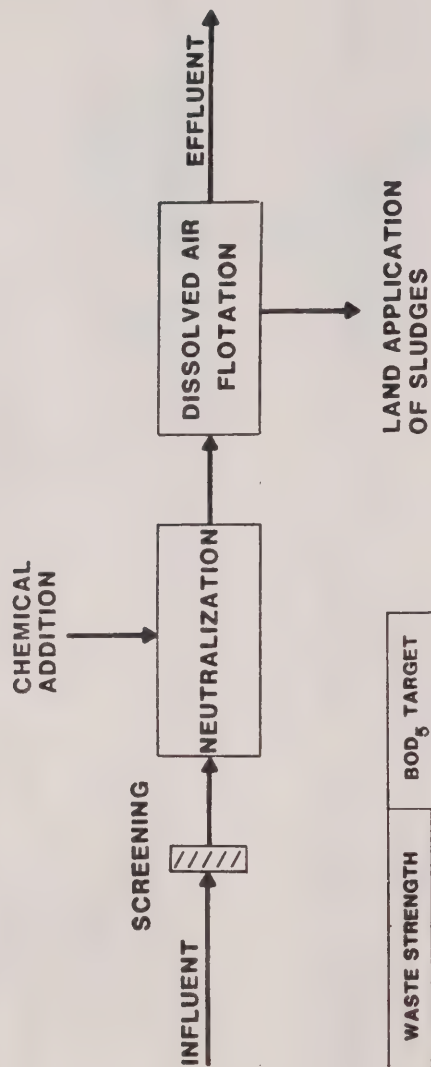 CHEMICAL
ADDITION
SCREENING
INFLUENT
NEUTRALIZATION
DISSOLVED AIR
FLOTATION
EFFLUENT
LAND APPLICATION
OF SLUDGES
WASTE STRENGTH
BOD5 TARGET